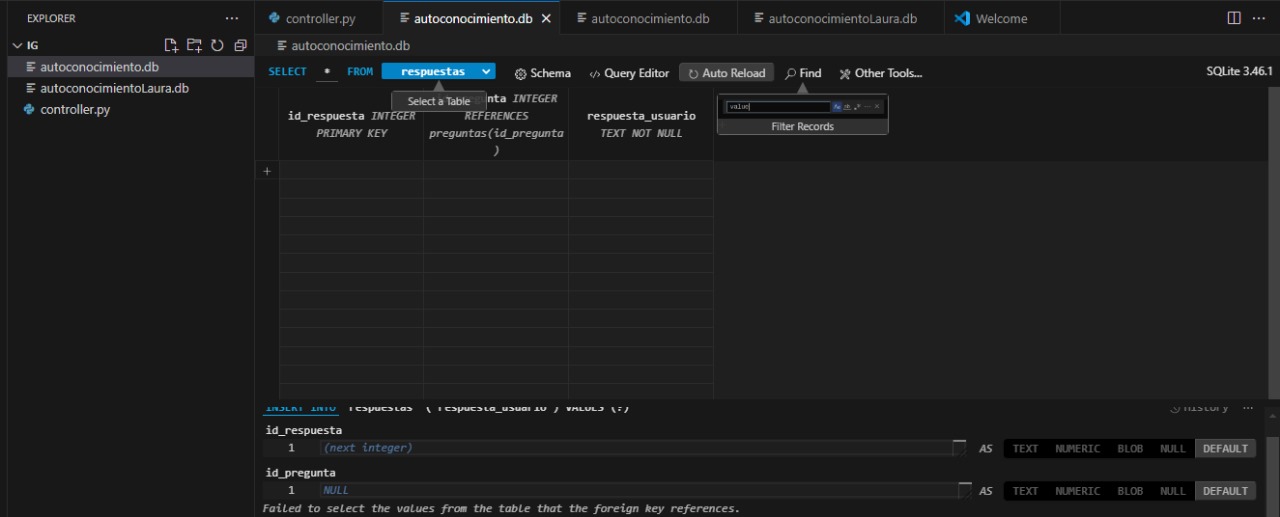 EXPLORER ...
controller.py autoconocimiento.db autoconocimiento.db autoconocimientoLaura.db Welcome ...
IG
autoconocimiento.db
autoconocimiento.db
autoconocimientoLaura.db
controller.py
SELECT * FROM respuestas Schema Query Editor Auto Reload Find Other Tools... SQLite 3.46.1
Select a Table
id_respuesta INTEGER
PRIMARY KEY
nta INTEGER
REFERENCES
preguntas(id_pregunta
)
respuesta_usuario
TEXT NOT NULL
value
Filter Records
+
INSERT INTO respuestas (respuesta_usuario) VALUES (?) History ...
id_respuesta
1 (next integer) AS TEXT NUMERIC BLOB NULL DEFAULT
id_pregunta
1 NULL AS TEXT NUMERIC BLOB NULL DEFAULT
Failed to select the values from the table that the foreign key references.